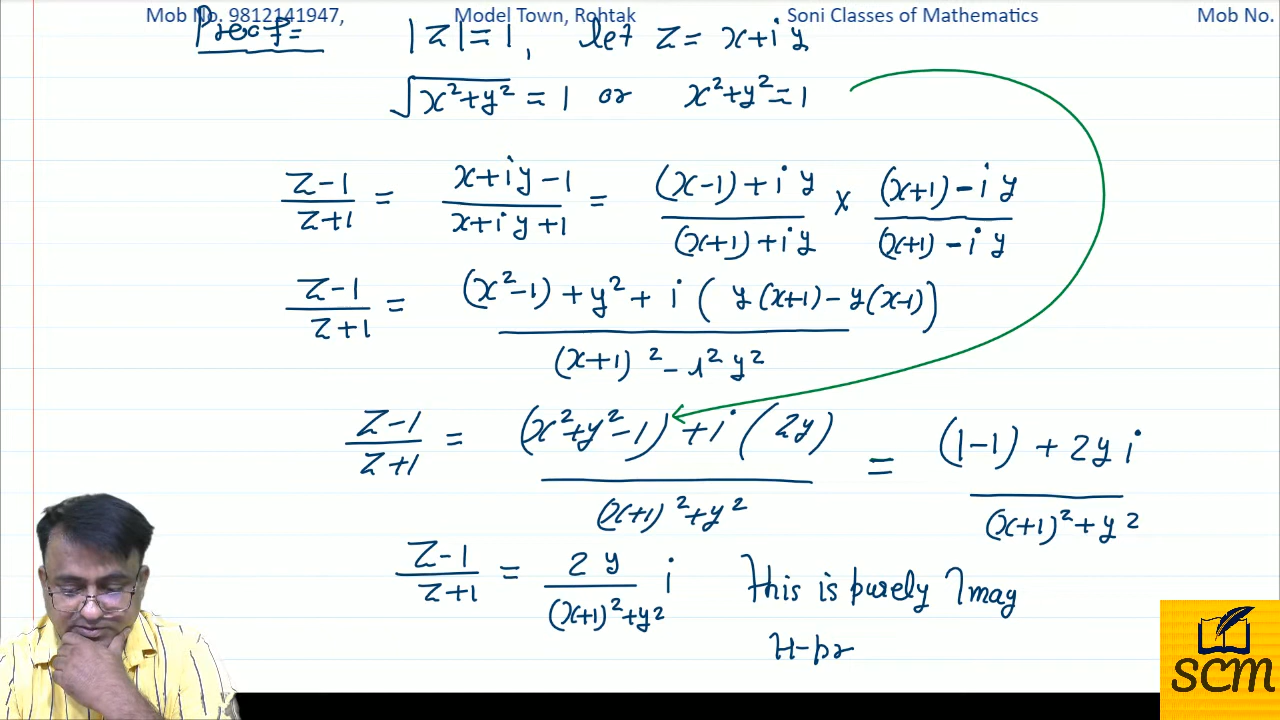 Mob No. 9812141947, Model Town, Rohtak Soni Classes of Mathematics Mob No.
Proof= |Z|=1, let Z= x+iy
√(x²+y²) = 1 or x²+y²=1
(Z-1)/(Z+1) = (x+iy-1)/(x+iy+1) = ((x-1)+iy)/((x+1)+iy) × ((x+1)-iy)/((x+1)-iy)
(Z-1)/(Z+1) = ((x²-1)+y²+i(y(x+1)-y(x-1)))/((x+1)²-i²y²)
(Z-1)/(Z+1) = ((x²+y²-1)+i(2y))/((x+1)²+y²) = ((1-1)+2yi)/((x+1)²+y²)
(Z-1)/(Z+1) = 2y/((x+1)²+y²) i This is purely Imag
H-pr
SCM